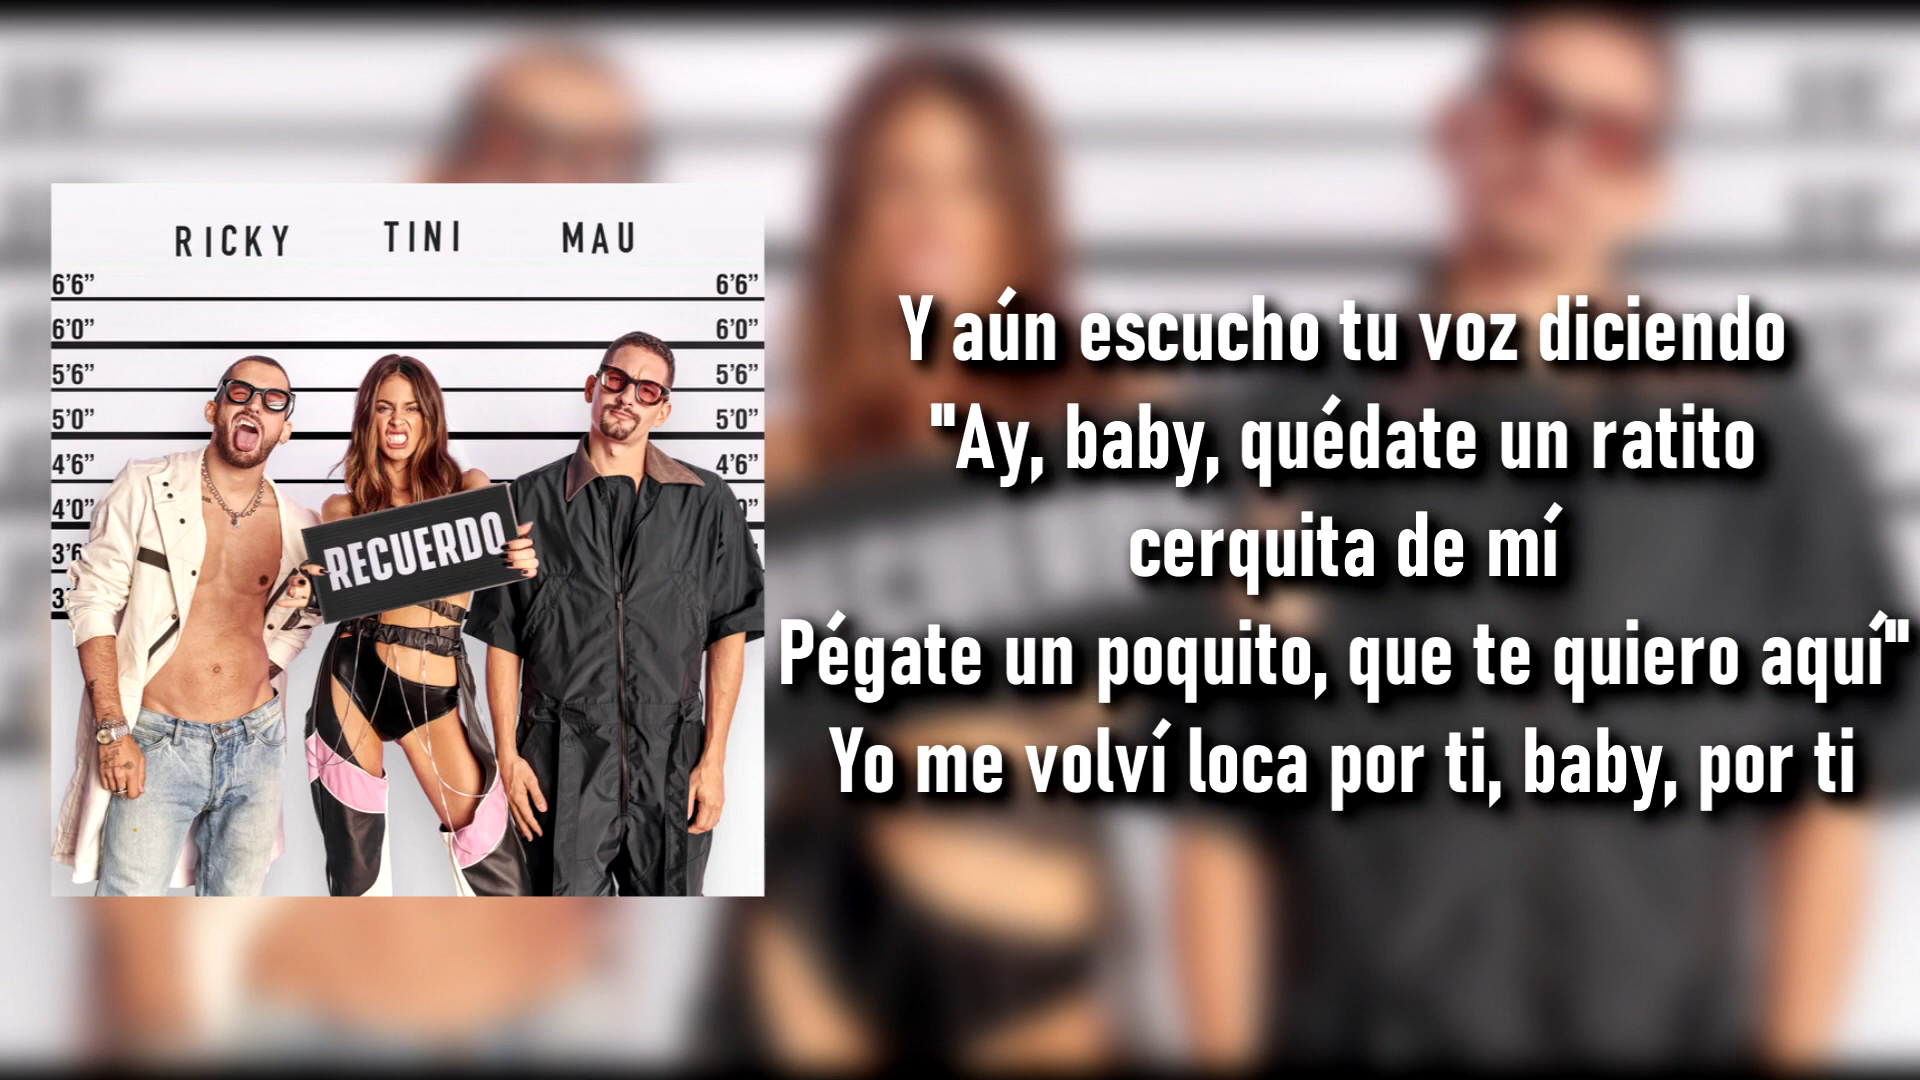 RICKY TINI MAU
6'6" 6'6"
6'0" 6'0"
5'6" 5'6"
5'0" 5'0"
4'6" 4'6"
4'0"
3'6
RECUERDO
Y aún escucho tu voz diciendo
"Ay, baby, quédate un ratito
cerquita de mí
Pégate un poquito, que te quiero aquí"
Yo me volví loca por ti, baby, por ti